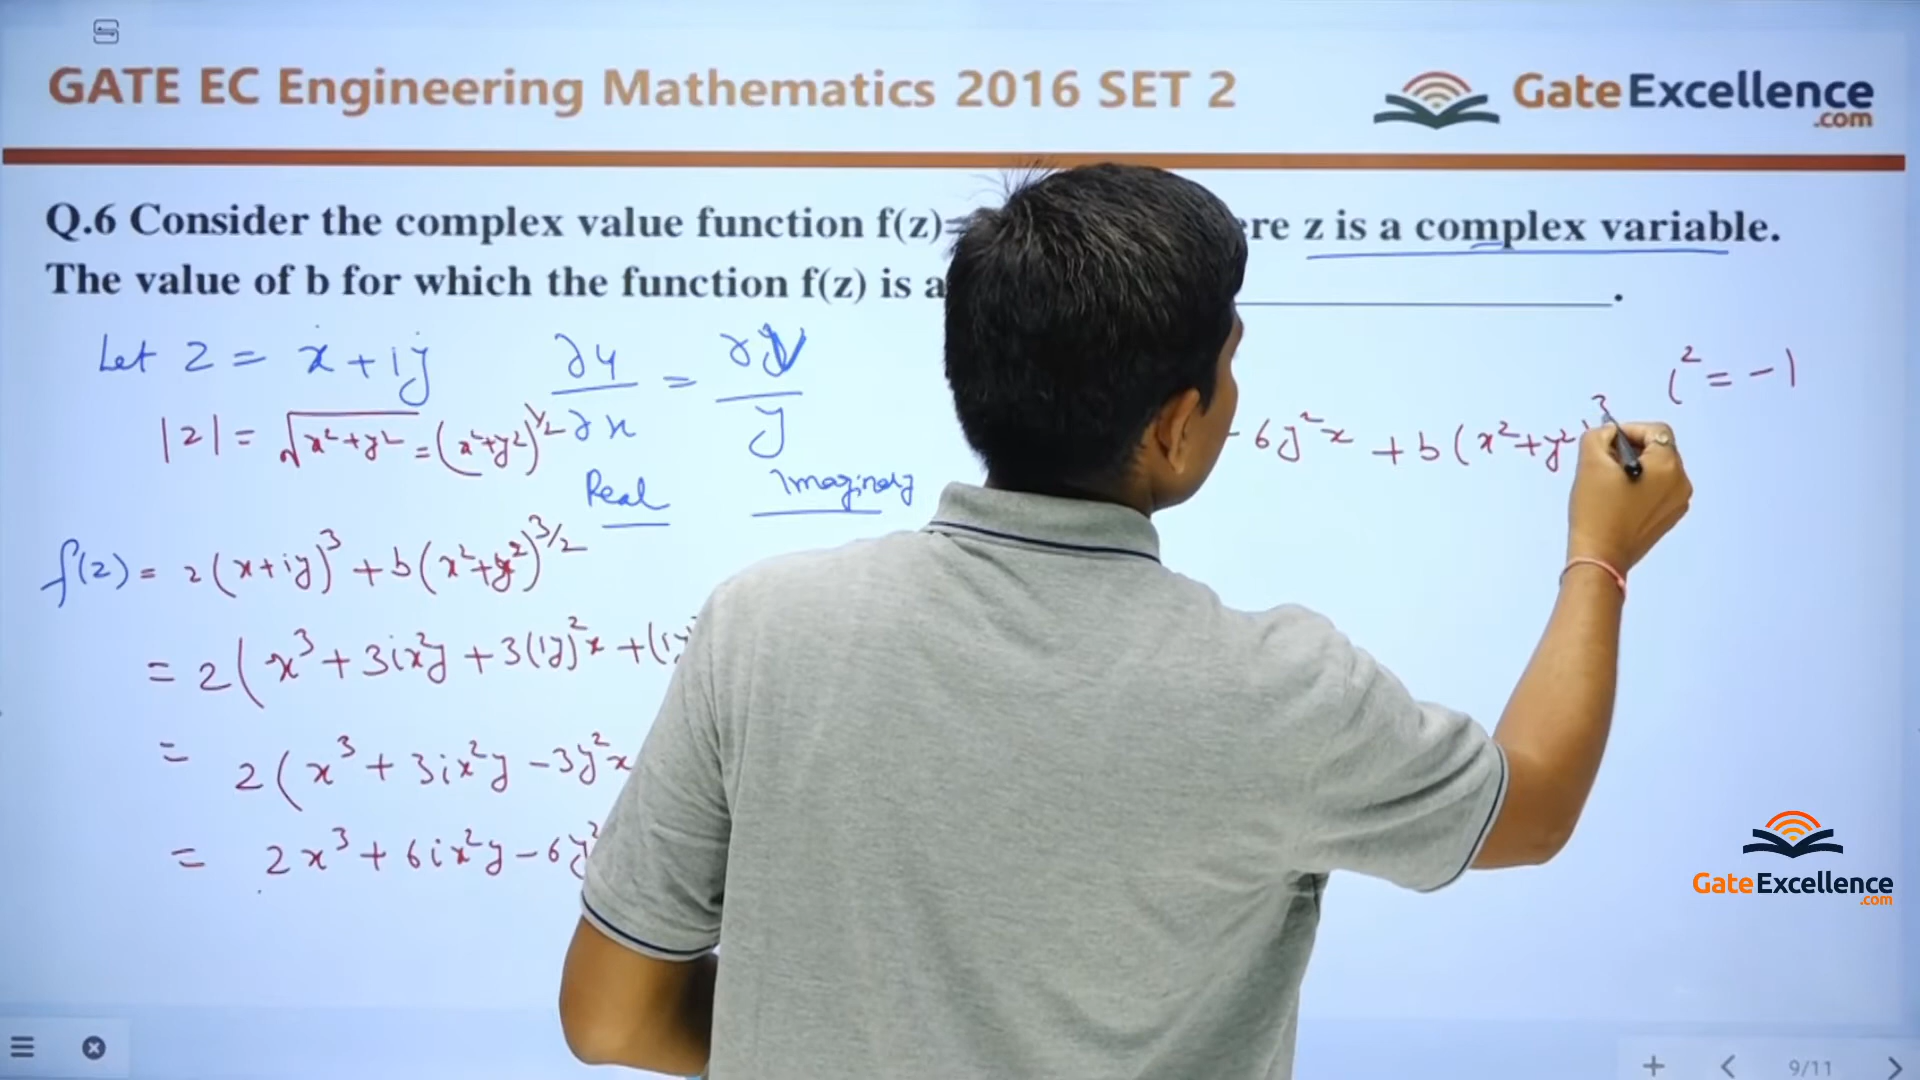 GATE EC Engineering Mathematics 2016 SET 2
GateExcellence
.com
Q.6 Consider the complex value function f(z)= re z is a complex variable.
The value of b for which the function f(z) is a .
Let z = x + iy ∂u/∂x = ∂v/y
|z| = √x²+y² = (x²+y²)^1/2
Real Imaginary
i² = -1
- 6y²x + b(x²+y²)^3
f(z) = 2(x+iy)³ + b(x²+y²)^3/2
= 2(x³ + 3ix²y + 3(iy)²x + (iy)
= 2(x³ + 3ix²y - 3y²x
= 2x³ + 6ix²y - 6y²
GateExcellence
.com
9/11